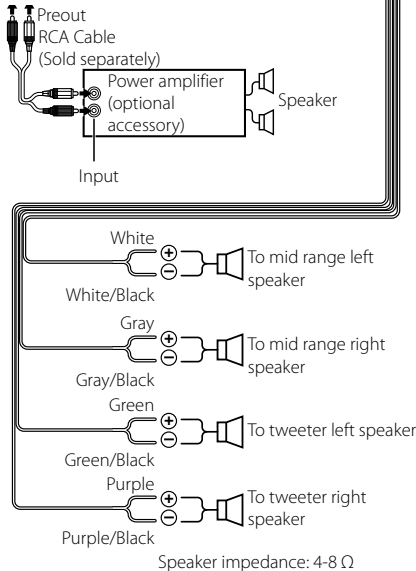 Preout
RCA Cable
(Sold separately)
Power amplifier
(optional
accessory)
Speaker
Input
White
⊕
⊖
White/Black
To mid range left
speaker
Gray
⊕
⊖
Gray/Black
To mid range right
speaker
Green
⊕
⊖
Green/Black
To tweeter left speaker
Purple
⊕
⊖
Purple/Black
To tweeter right
speaker
Speaker impedance: 4-8 Ω